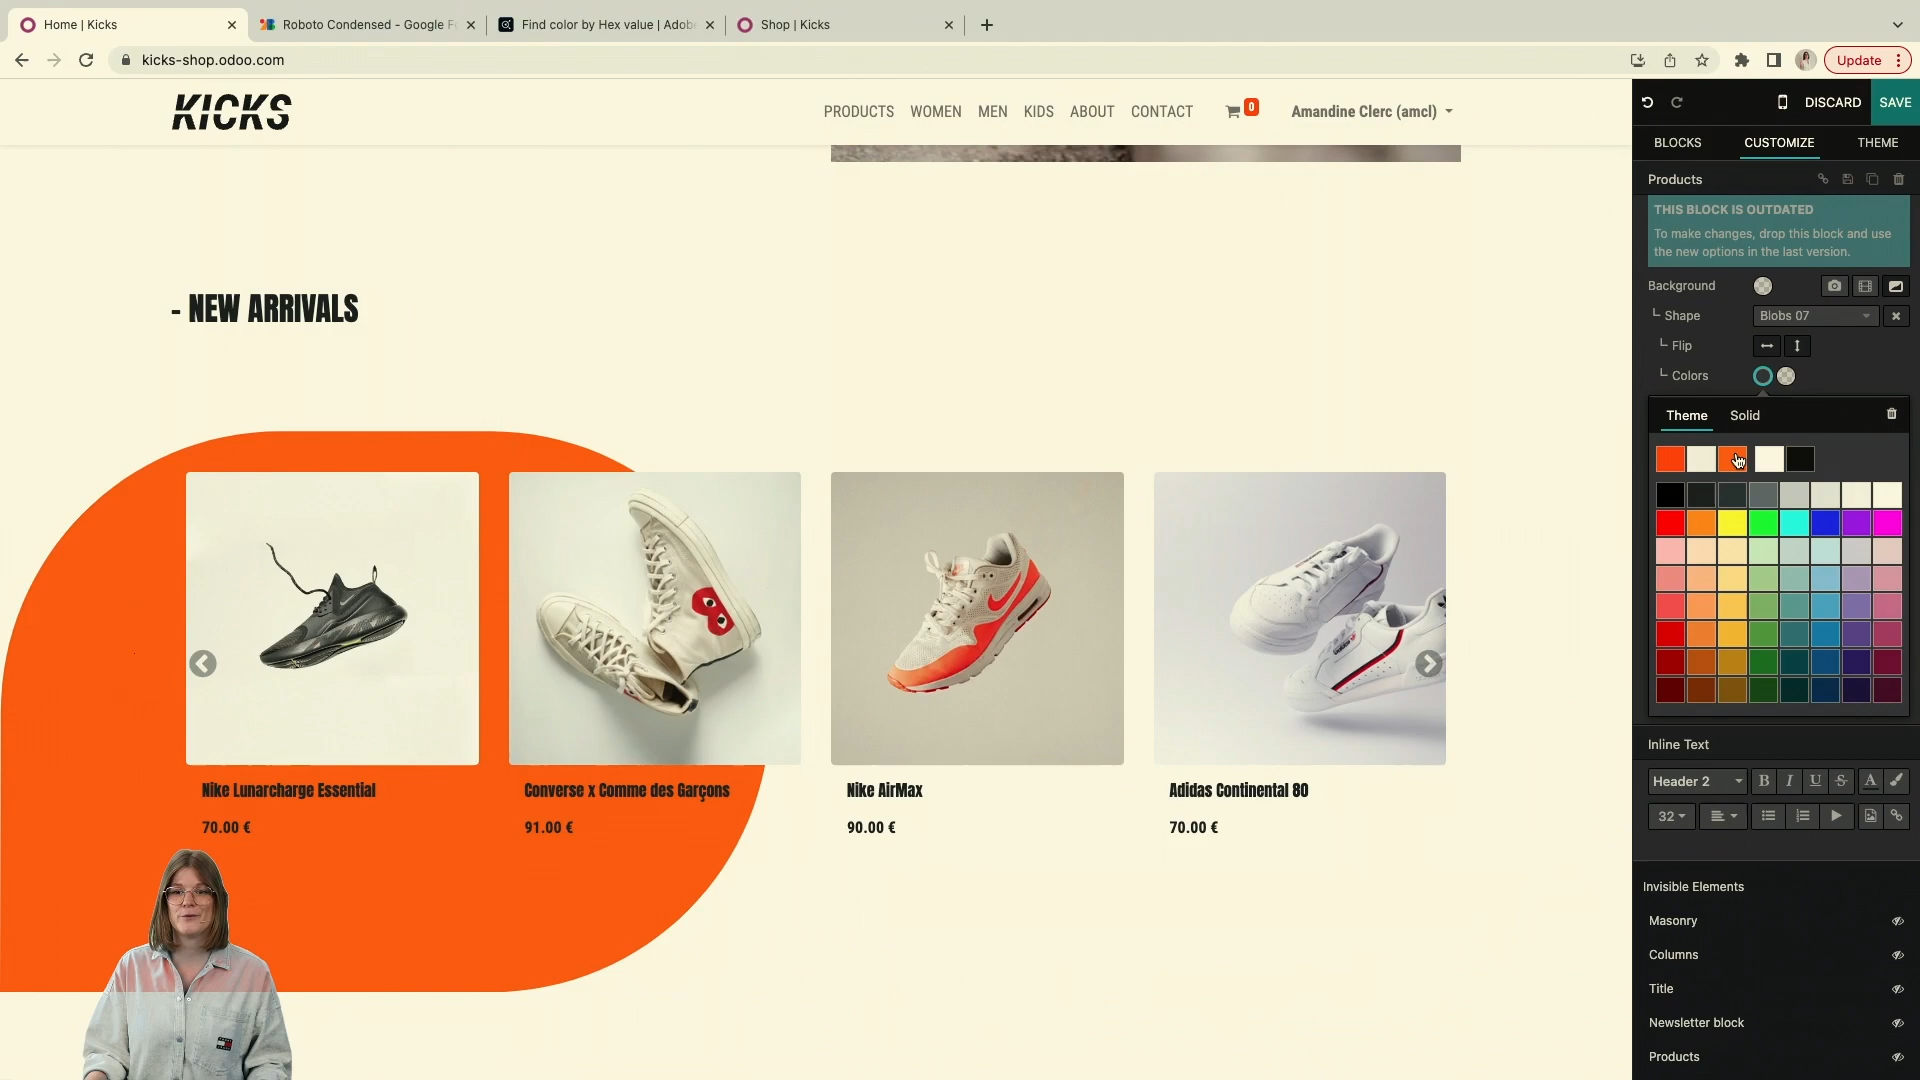 Home | Kicks
Roboto Condensed - Google F
Find color by Hex value | Adob
Shop | Kicks
kicks-shop.odoo.com
Update
KICKS
PRODUCTS WOMEN MEN KIDS ABOUT CONTACT 0 Amandine Clerc (amcl)
DISCARD SAVE
BLOCKS CUSTOMIZE THEME
Products
THIS BLOCK IS OUTDATED
To make changes, drop this block and use
the new options in the last version.
Background
Shape Blobs 07
Flip
Colors
Theme Solid
- NEW ARRIVALS
Nike Lunarcharge Essential
70.00 €
Converse x Comme des Garçons
91.00 €
Nike AirMax
90.00 €
Adidas Continental 80
70.00 €
Inline Text
Header 2 B I U S A
32
Invisible Elements
Masonry
Columns
Title
Newsletter block
Products